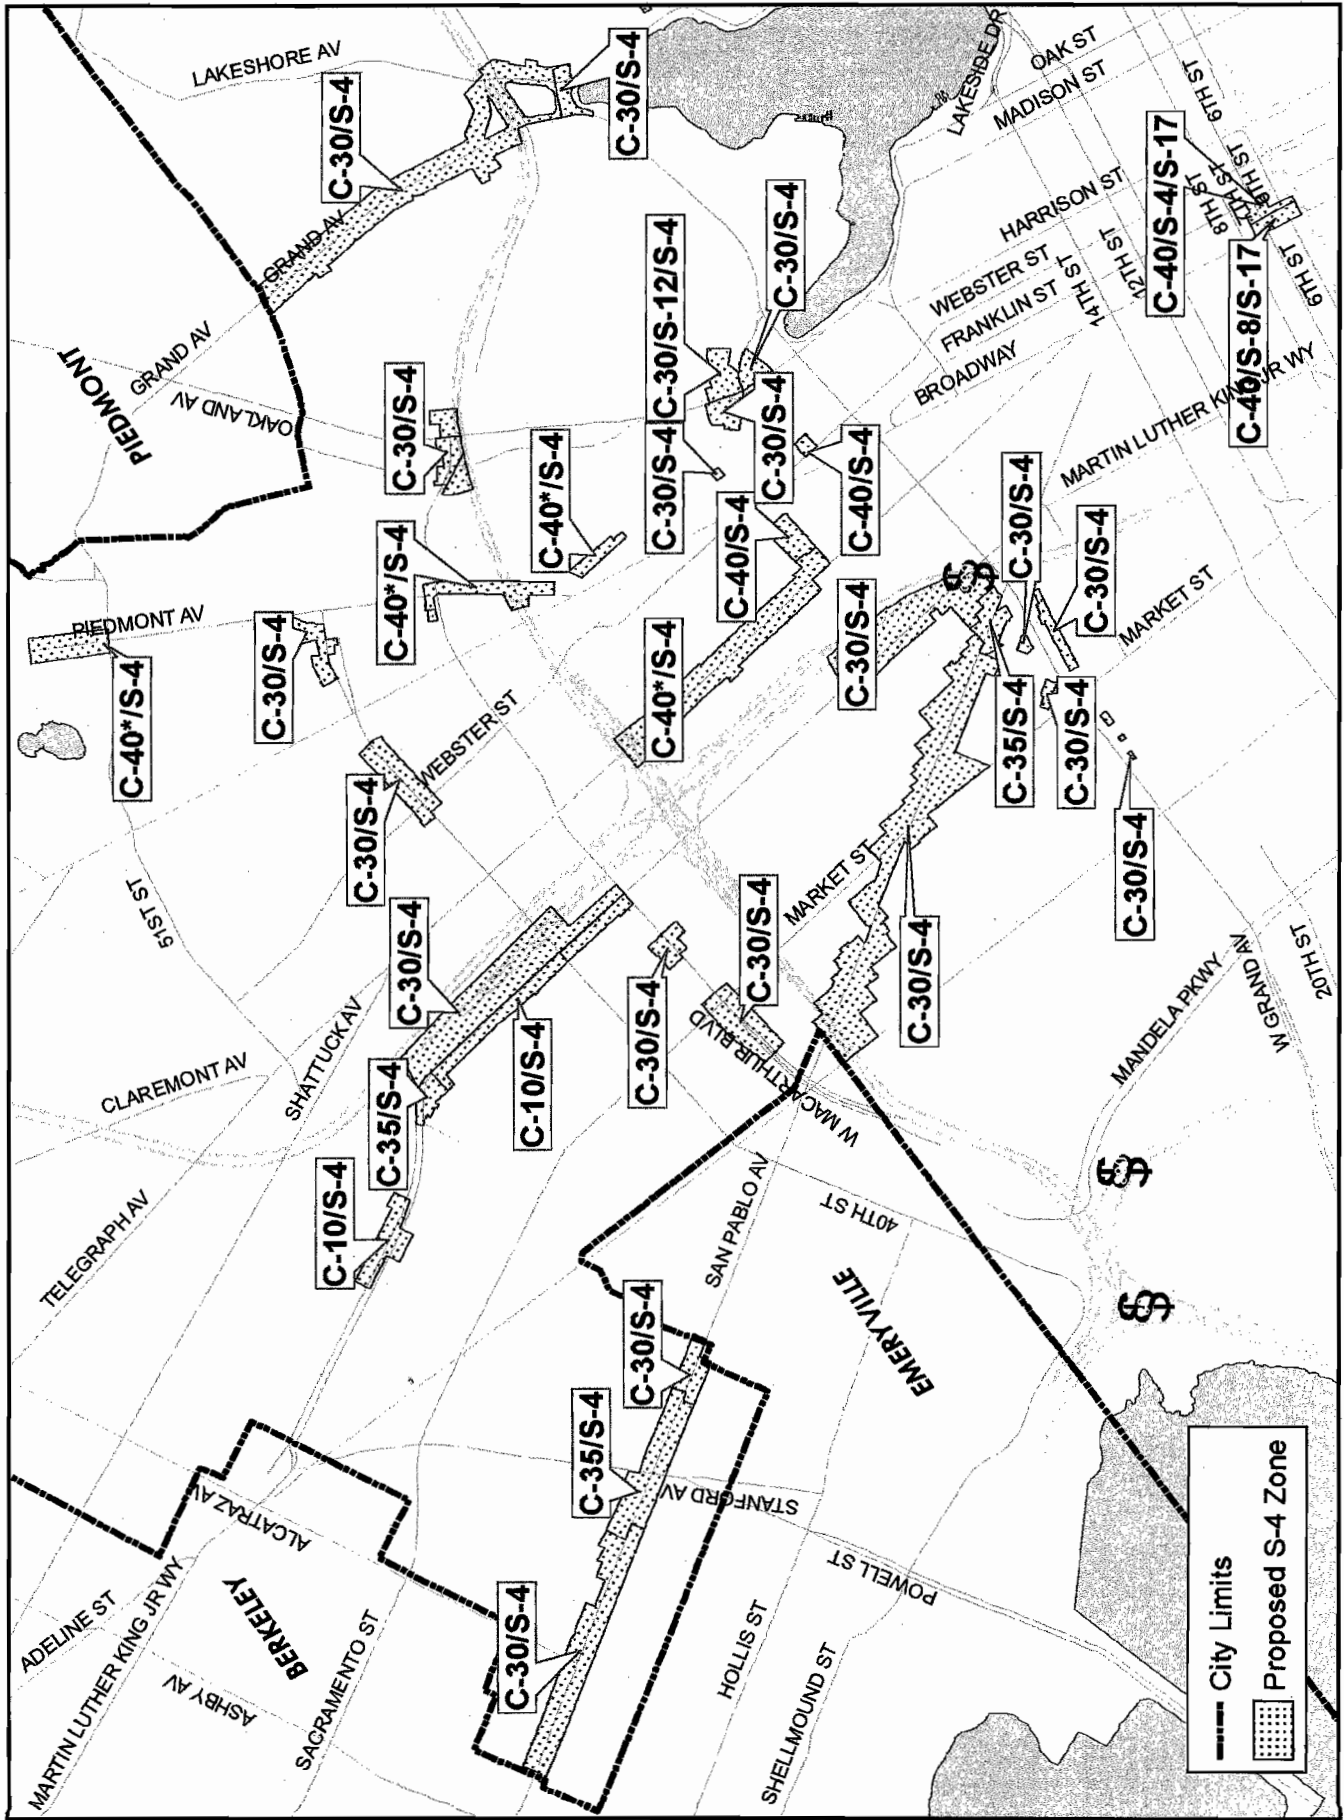 LAKESHORE AV
C-30/S-4
C-30/S-4
LAKESIDE DR
OAK ST
MADISON ST
6TH ST
C-40/S-4/S-17
8TH ST
7TH ST
6TH ST
C-40/S-8/S-17
6TH ST
GRAND AV
GRAND AV
PIEDMONT
OAKLAND AV
C-30/S-4
C-30/S-12/S-4
C-30/S-4
HARRISON ST
WEBSTER ST
FRANKLIN ST
BROADWAY
14TH ST
12TH ST
MARTIN LUTHER KING JR WY
C-30/S-4
C-30/S-4
C-40/S-4
C-40*/S-4
C-40*/S-4
C-40/S-4
PIEDMONT AV
C-40*/S-4
C-30/S-4
C-40*/S-4
C-30/S-4
C-30/S-4
C-30/S-4
MARKET ST
C-35/S-4
C-30/S-4
C-30/S-4
WEBSTER ST
C-30/S-4
51ST ST
C-30/S-4
MARKET ST
C-30/S-4
C-30/S-4
C-30/S-4
C-10/S-4
C-35/S-4
C-10/S-4
SHATTUCK AV
CLAREMONT AV
TELEGRAPH AV
W MACARTHUR BLVD
MANDELA PKWY
W GRAND AV
20TH ST
SAN PABLO AV
40TH ST
EMERYVILLE
C-30/S-4
C-35/S-4
C-30/S-4
STANFORD AV
POWELL ST
HOLLIS ST
SHELLMOUND ST
ALCATRAZ AV
ADELINE ST
MARTIN LUTHER KING JR WY
BERKELEY
ASHBY AV
SACRAMENTO ST
City Limits
Proposed S-4 Zone